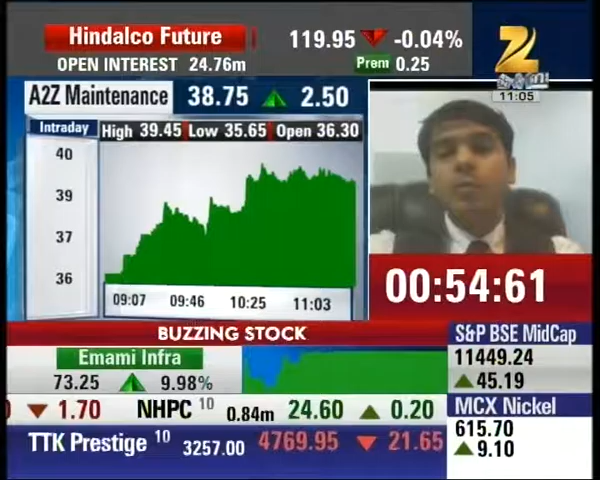 Hindalco Future
119.95 -0.04%
OPEN INTEREST 24.76m
Prem 0.25
11:05
A2Z Maintenance 38.75 2.50
Intraday High 39.45 Low 35.65 Open 36.30
40
39
37
36
09:07 09:46 10:25 11:03
00:54:61
BUZZING STOCK
Emami Infra
73.25 9.98%
S&P BSE MidCap
11449.24
45.19
1.70 NHPC 10 0.84m 24.60 0.20
MCX Nickel
615.70
9.10
TTK Prestige 10 3257.00 4769.95 21.65